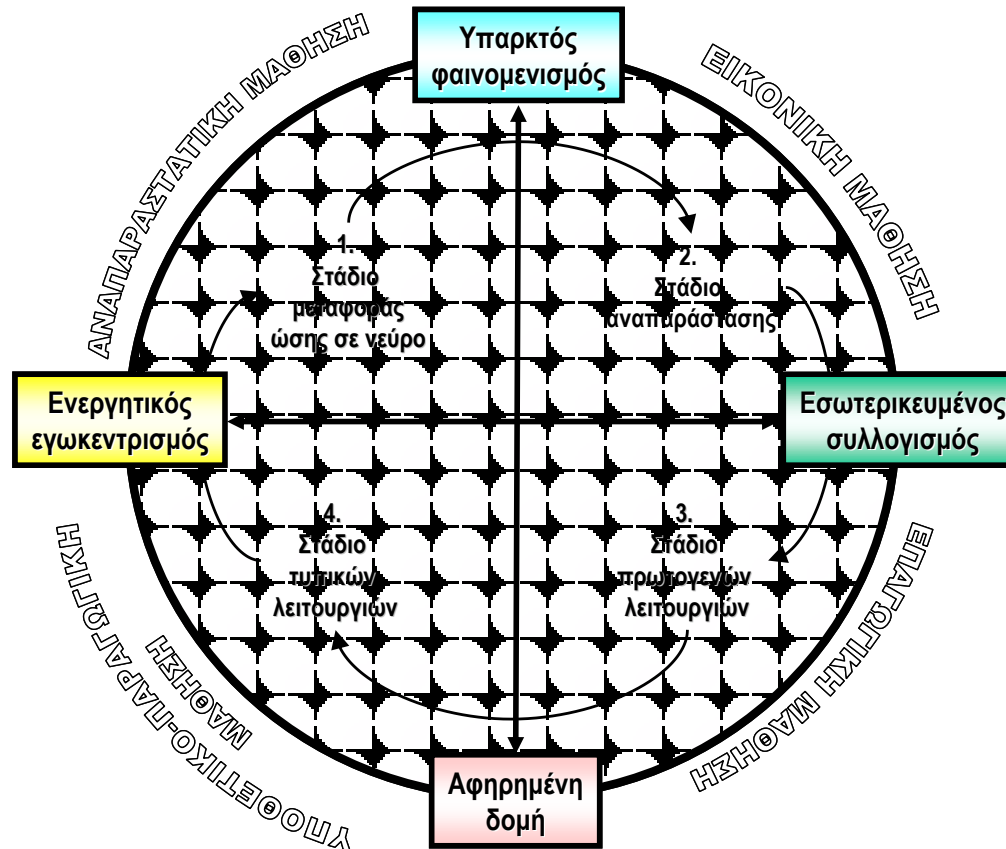 Υπαρκτός
φαινομενισμός
ΑΝΑΠΑΡΑΣΤΑΤΙΚΗ ΜΑΘΗΣΗ
ΕΙΚΟΝΙΚΗ ΜΑΘΗΣΗ
1.
Στάδιο
μεταφοράς
ώσης σε νεύρο
2.
Στάδιο
αναπαράστασης
Ενεργητικός
εγωκεντρισμός
Εσωτερικευμένος
συλλογισμός
4.
Στάδιο
τυπικών
λειτουργιών
3.
Στάδιο
πρωτογενών
λειτουργιών
ΥΠΟΘΕΤΙΚΟ-ΠΑΡΑΓΩΓΙΚΗ
ΜΑΘΗΣΗ
ΕΠΑΓΩΓΙΚΗ ΜΑΘΗΣΗ
Αφηρημένη
δομή